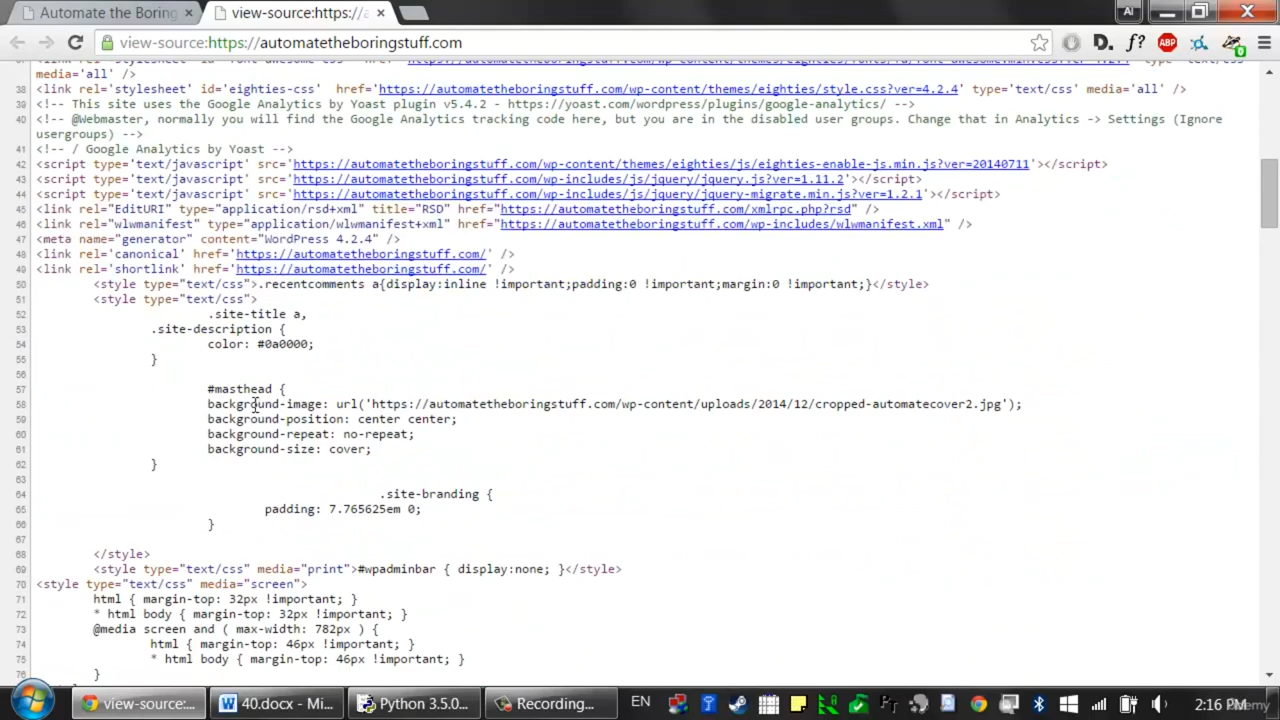 Automate the Boring
view-source:https://a
Ai
view-source:https://automatetheboringstuff.com
D.
f?
ABP
0
media='all' />
38 <link rel='stylesheet' id='eighties-css'  href='https://automatetheboringstuff.com/wp-content/themes/eighties/style.css?ver=4.2.4' type='text/css' media='all' />
39 <!-- This site uses the Google Analytics by Yoast plugin v5.4.2 - https://yoast.com/wordpress/plugins/google-analytics/ -->
40 <!-- @Webmaster, normally you will find the Google Analytics tracking code here, but you are in the disabled user groups. Change that in Analytics -> Settings (Ignore
usergroups) -->
41 <!-- / Google Analytics by Yoast -->
42 <script type='text/javascript' src='https://automatetheboringstuff.com/wp-content/themes/eighties/js/eighties-enable-js.min.js?ver=20140711'></script>
43 <script type='text/javascript' src='https://automatetheboringstuff.com/wp-includes/js/jquery/jquery.js?ver=1.11.2'></script>
44 <script type='text/javascript' src='https://automatetheboringstuff.com/wp-includes/js/jquery/jquery-migrate.min.js?ver=1.2.1'></script>
45 <link rel="EditURI" type="application/rsd+xml" title="RSD" href="https://automatetheboringstuff.com/xmlrpc.php?rsd" />
46 <link rel="wlwmanifest" type="application/wlwmanifest+xml" href="https://automatetheboringstuff.com/wp-includes/wlwmanifest.xml" />
47 <meta name="generator" content="WordPress 4.2.4" />
48 <link rel='canonical' href='https://automatetheboringstuff.com/' />
49 <link rel='shortlink' href='https://automatetheboringstuff.com/' />
50 <style type="text/css">.recentcomments a{display:inline !important;padding:0 !important;margin:0 !important;}</style>
51 <style type="text/css">
52 .site-title a,
53 .site-description {
54 color: #0a0000;
55 }
56
57 #masthead {
58 background-image: url('https://automatetheboringstuff.com/wp-content/uploads/2014/12/cropped-automatecover2.jpg');
59 background-position: center center;
60 background-repeat: no-repeat;
61 background-size: cover;
62 }
63
64 .site-branding {
65 padding: 7.765625em 0;
66 }
67
68 </style>
69 <style type="text/css" media="print">#wpadminbar { display:none; }</style>
70 <style type="text/css" media="screen">
71 html { margin-top: 32px !important; }
72 * html body { margin-top: 32px !important; }
73 @media screen and ( max-width: 782px ) {
74 html { margin-top: 46px !important; }
75 * html body { margin-top: 46px !important; }
76 }
view-source:...
40.docx - Mi...
Python 3.5.0...
Recording...
EN
2:16 PM